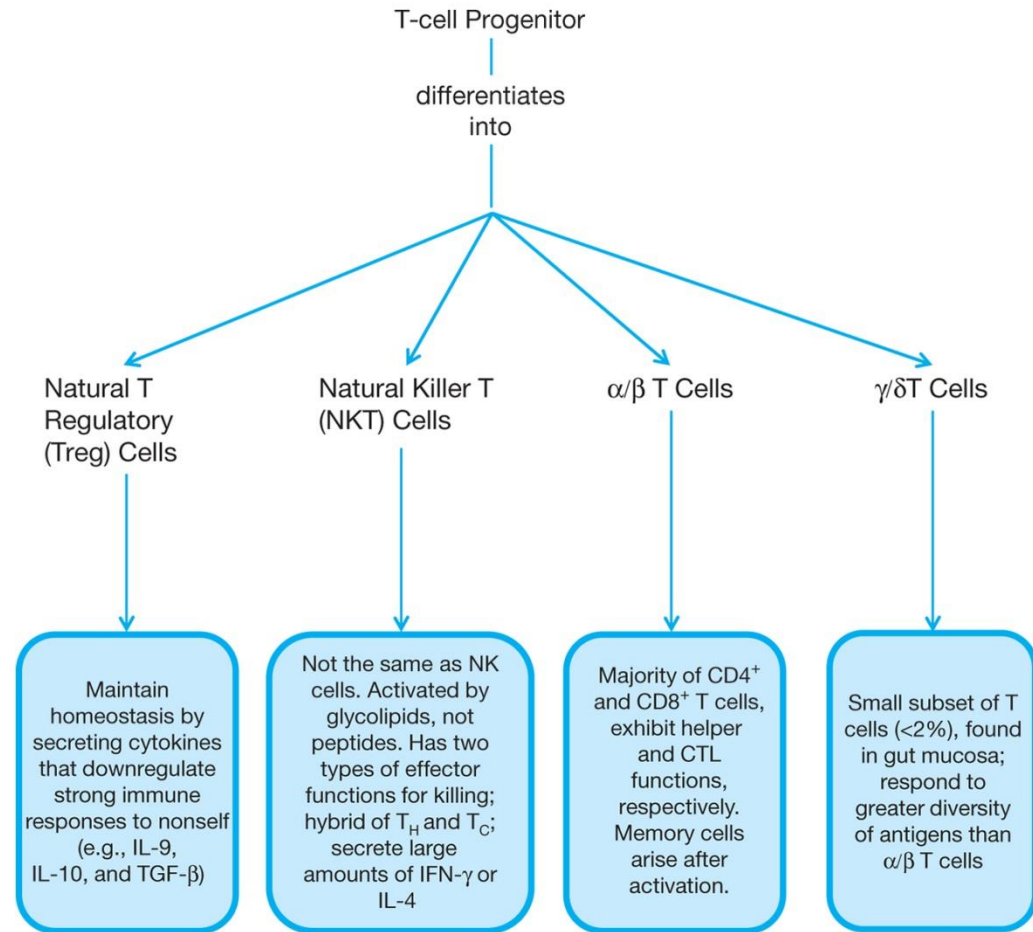 T-cell Progenitor
differentiates
into
Natural T
Regulatory
(Treg) Cells
Natural Killer T
(NKT) Cells
α/β T Cells
γ/δT Cells
Maintain
homeostasis by
secreting cytokines
that downregulate
strong immune
responses to nonself
(e.g., IL-9,
IL-10, and TGF-β)
Not the same as NK
cells. Activated by
glycolipids, not
peptides. Has two
types of effector
functions for killing;
hybrid of T_H and T_C;
secrete large
amounts of IFN-γ or
IL-4
Majority of CD4⁺
and CD8⁺ T cells,
exhibit helper
and CTL
functions,
respectively.
Memory cells
arise after
activation.
Small subset of T
cells (<2%), found
in gut mucosa;
respond to
greater diversity
of antigens than
α/β T cells